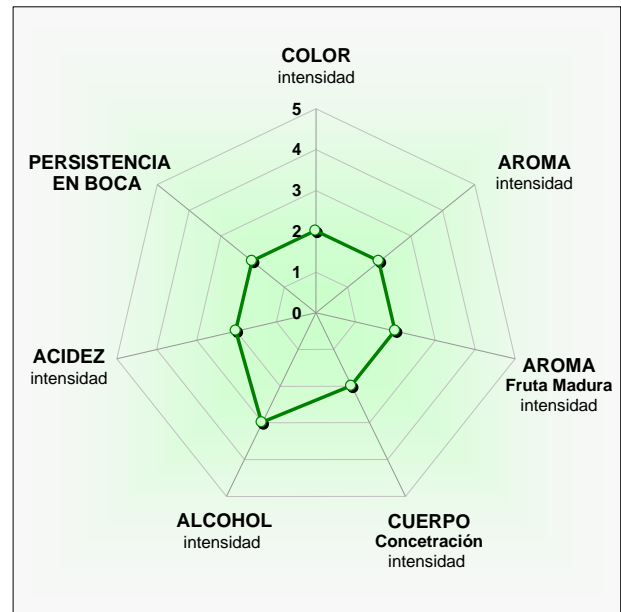 COLOR
intensidad
5
4
3
2
1
0
PERSISTENCIA
EN BOCA
AROMA
intensidad
ACIDEZ
intensidad
AROMA
Fruta Madura
intensidad
ALCOHOL
intensidad
CUERPO
Concetración
intensidad